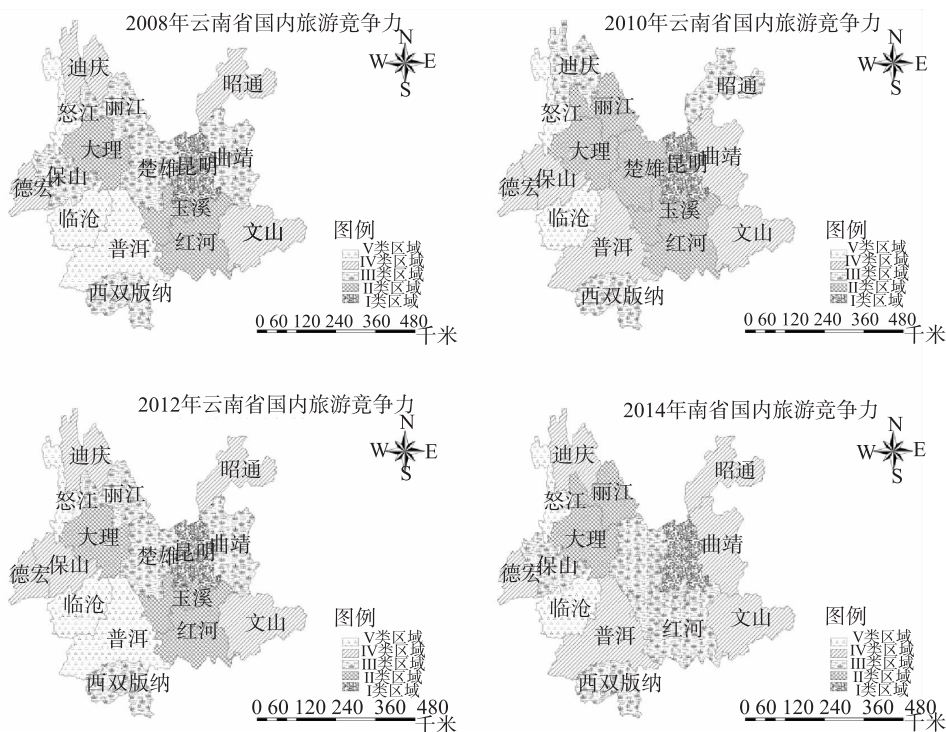 2008年云南省国内旅游竞争力
N
W E
S
迪庆
昭通
怒江 丽江
大理
楚雄 昆明 曲靖
保山
德宏
临沧
玉溪
普洱
红河
文山
西双版纳
图例
V类区域
IV类区域
III类区域
II类区域
I类区域
0 60 120 240 360 480
千米
2010年云南省国内旅游竞争力
N
W E
S
迪庆
昭通
怒江 丽江
大理
楚雄 昆明 曲靖
保山
德宏
临沧
玉溪
普洱
红河
文山
西双版纳
图例
V类区域
IV类区域
III类区域
II类区域
I类区域
0 60 120 240 360 480
千米
2012年云南省国内旅游竞争力
N
W E
S
迪庆
昭通
怒江 丽江
大理
楚雄 昆明 曲靖
保山
德宏
临沧
玉溪
普洱
红河
文山
西双版纳
图例
V类区域
IV类区域
III类区域
II类区域
I类区域
0 60 120 240 360 480
千米
2014年南省国内旅游竞争力
N
W E
S
迪庆
昭通
怒江 丽江
大理
曲靖
保山
德宏
临沧
普洱
红河
文山
西双版纳
图例
V类区域
IV类区域
III类区域
II类区域
I类区域
0 60 120 240 360 480
千米